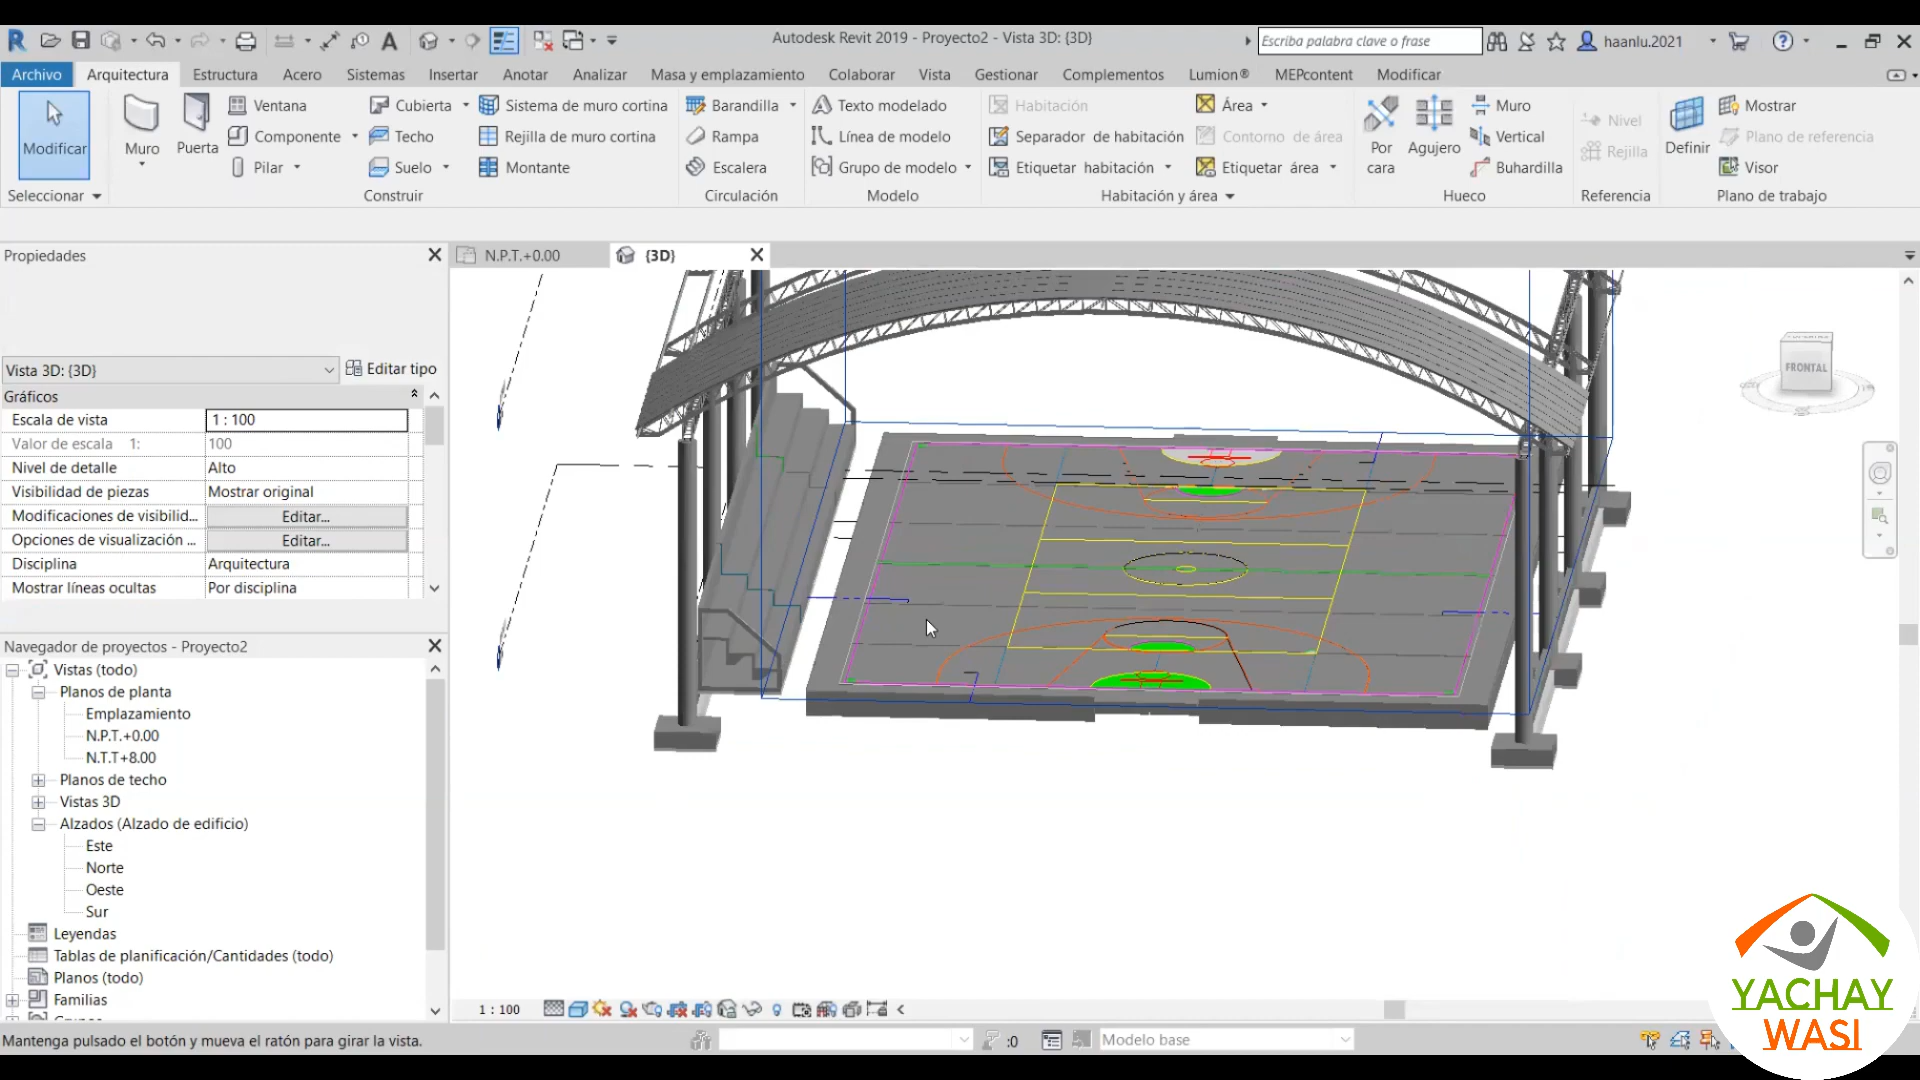 Autodesk Revit 2019 - Proyecto2 - Vista 3D: {3D}
Escriba palabra clave o frase
haanlu.2021
Archivo Arquitectura Estructura Acero Sistemas Insertar Anotar Analizar Masa y emplazamiento Colaborar Vista Gestionar Complementos Lumion® MEPcontent Modificar
Modificar
Muro
Puerta
Ventana
Componente
Pilar
Cubierta
Techo
Suelo
Sistema de muro cortina
Rejilla de muro cortina
Montante
Barandilla
Rampa
Escalera
Texto modelado
Línea de modelo
Grupo de modelo
Habitación
Separador de habitación
Etiquetar habitación
Área
Contorno de área
Etiquetar área
Por
cara
Agujero
Muro
Vertical
Buhardilla
Nivel
Rejilla
Definir
Mostrar
Plano de referencia
Visor
Seleccionar Construir Circulación Modelo Habitación y área Hueco Referencia Plano de trabajo
Propiedades
N.P.T.+0.00
{3D}
Vista 3D: {3D}
Editar tipo
Gráficos
Escala de vista 1 : 100
Valor de escala 1: 100
Nivel de detalle Alto
Visibilidad de piezas Mostrar original
Modificaciones de visibilid... Editar...
Opciones de visualización ... Editar...
Disciplina Arquitectura
Mostrar líneas ocultas Por disciplina
FRONTAL
Navegador de proyectos - Proyecto2
Vistas (todo)
Planos de planta
Emplazamiento
N.P.T.+0.00
N.T.T+8.00
Planos de techo
Vistas 3D
Alzados (Alzado de edificio)
Este
Norte
Oeste
Sur
Leyendas
Tablas de planificación/Cantidades (todo)
Planos (todo)
Familias
1 : 100
Mantenga pulsado el botón y mueva el ratón para girar la vista.
:0
Modelo base
YACHAY
WASI